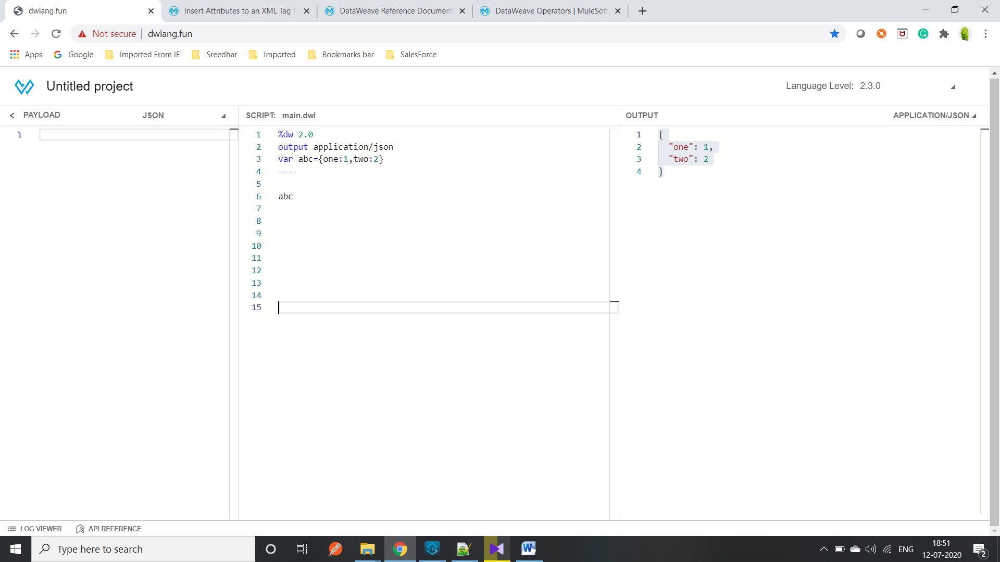 dwlang.fun
Insert Attributes to an XML Tag |
DataWeave Reference Document
DataWeave Operators | MuleSoft
Not secure | dwlang.fun
Apps Google Imported From IE Sreedhar Imported Bookmarks bar SalesForce
Untitled project
Language Level: 2.3.0
PAYLOAD JSON
1
SCRIPT: main.dwl
1 %dw 2.0
2 output application/json
3 var abc={one:1,two:2}
4 ---
5
6 abc
7
8
9
10
11
12
13
14
15
OUTPUT APPLICATION/JSON
1 {
2 "one": 1,
3 "two": 2
4 }
LOG VIEWER API REFERENCE
Type here to search
ENG
18:51
12-07-2020
2